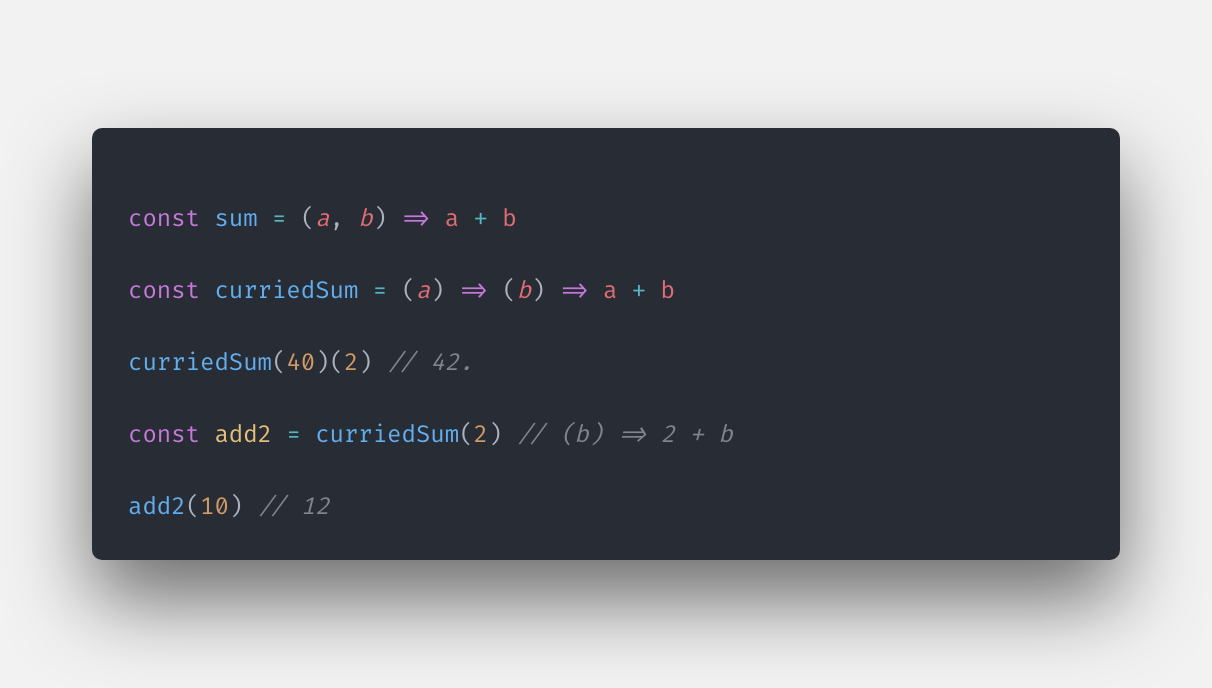 const sum = (a, b) => a + b
const curriedSum = (a) => (b) => a + b
curriedSum(40)(2) // 42.
const add2 = curriedSum(2) // (b) => 2 + b
add2(10) // 12